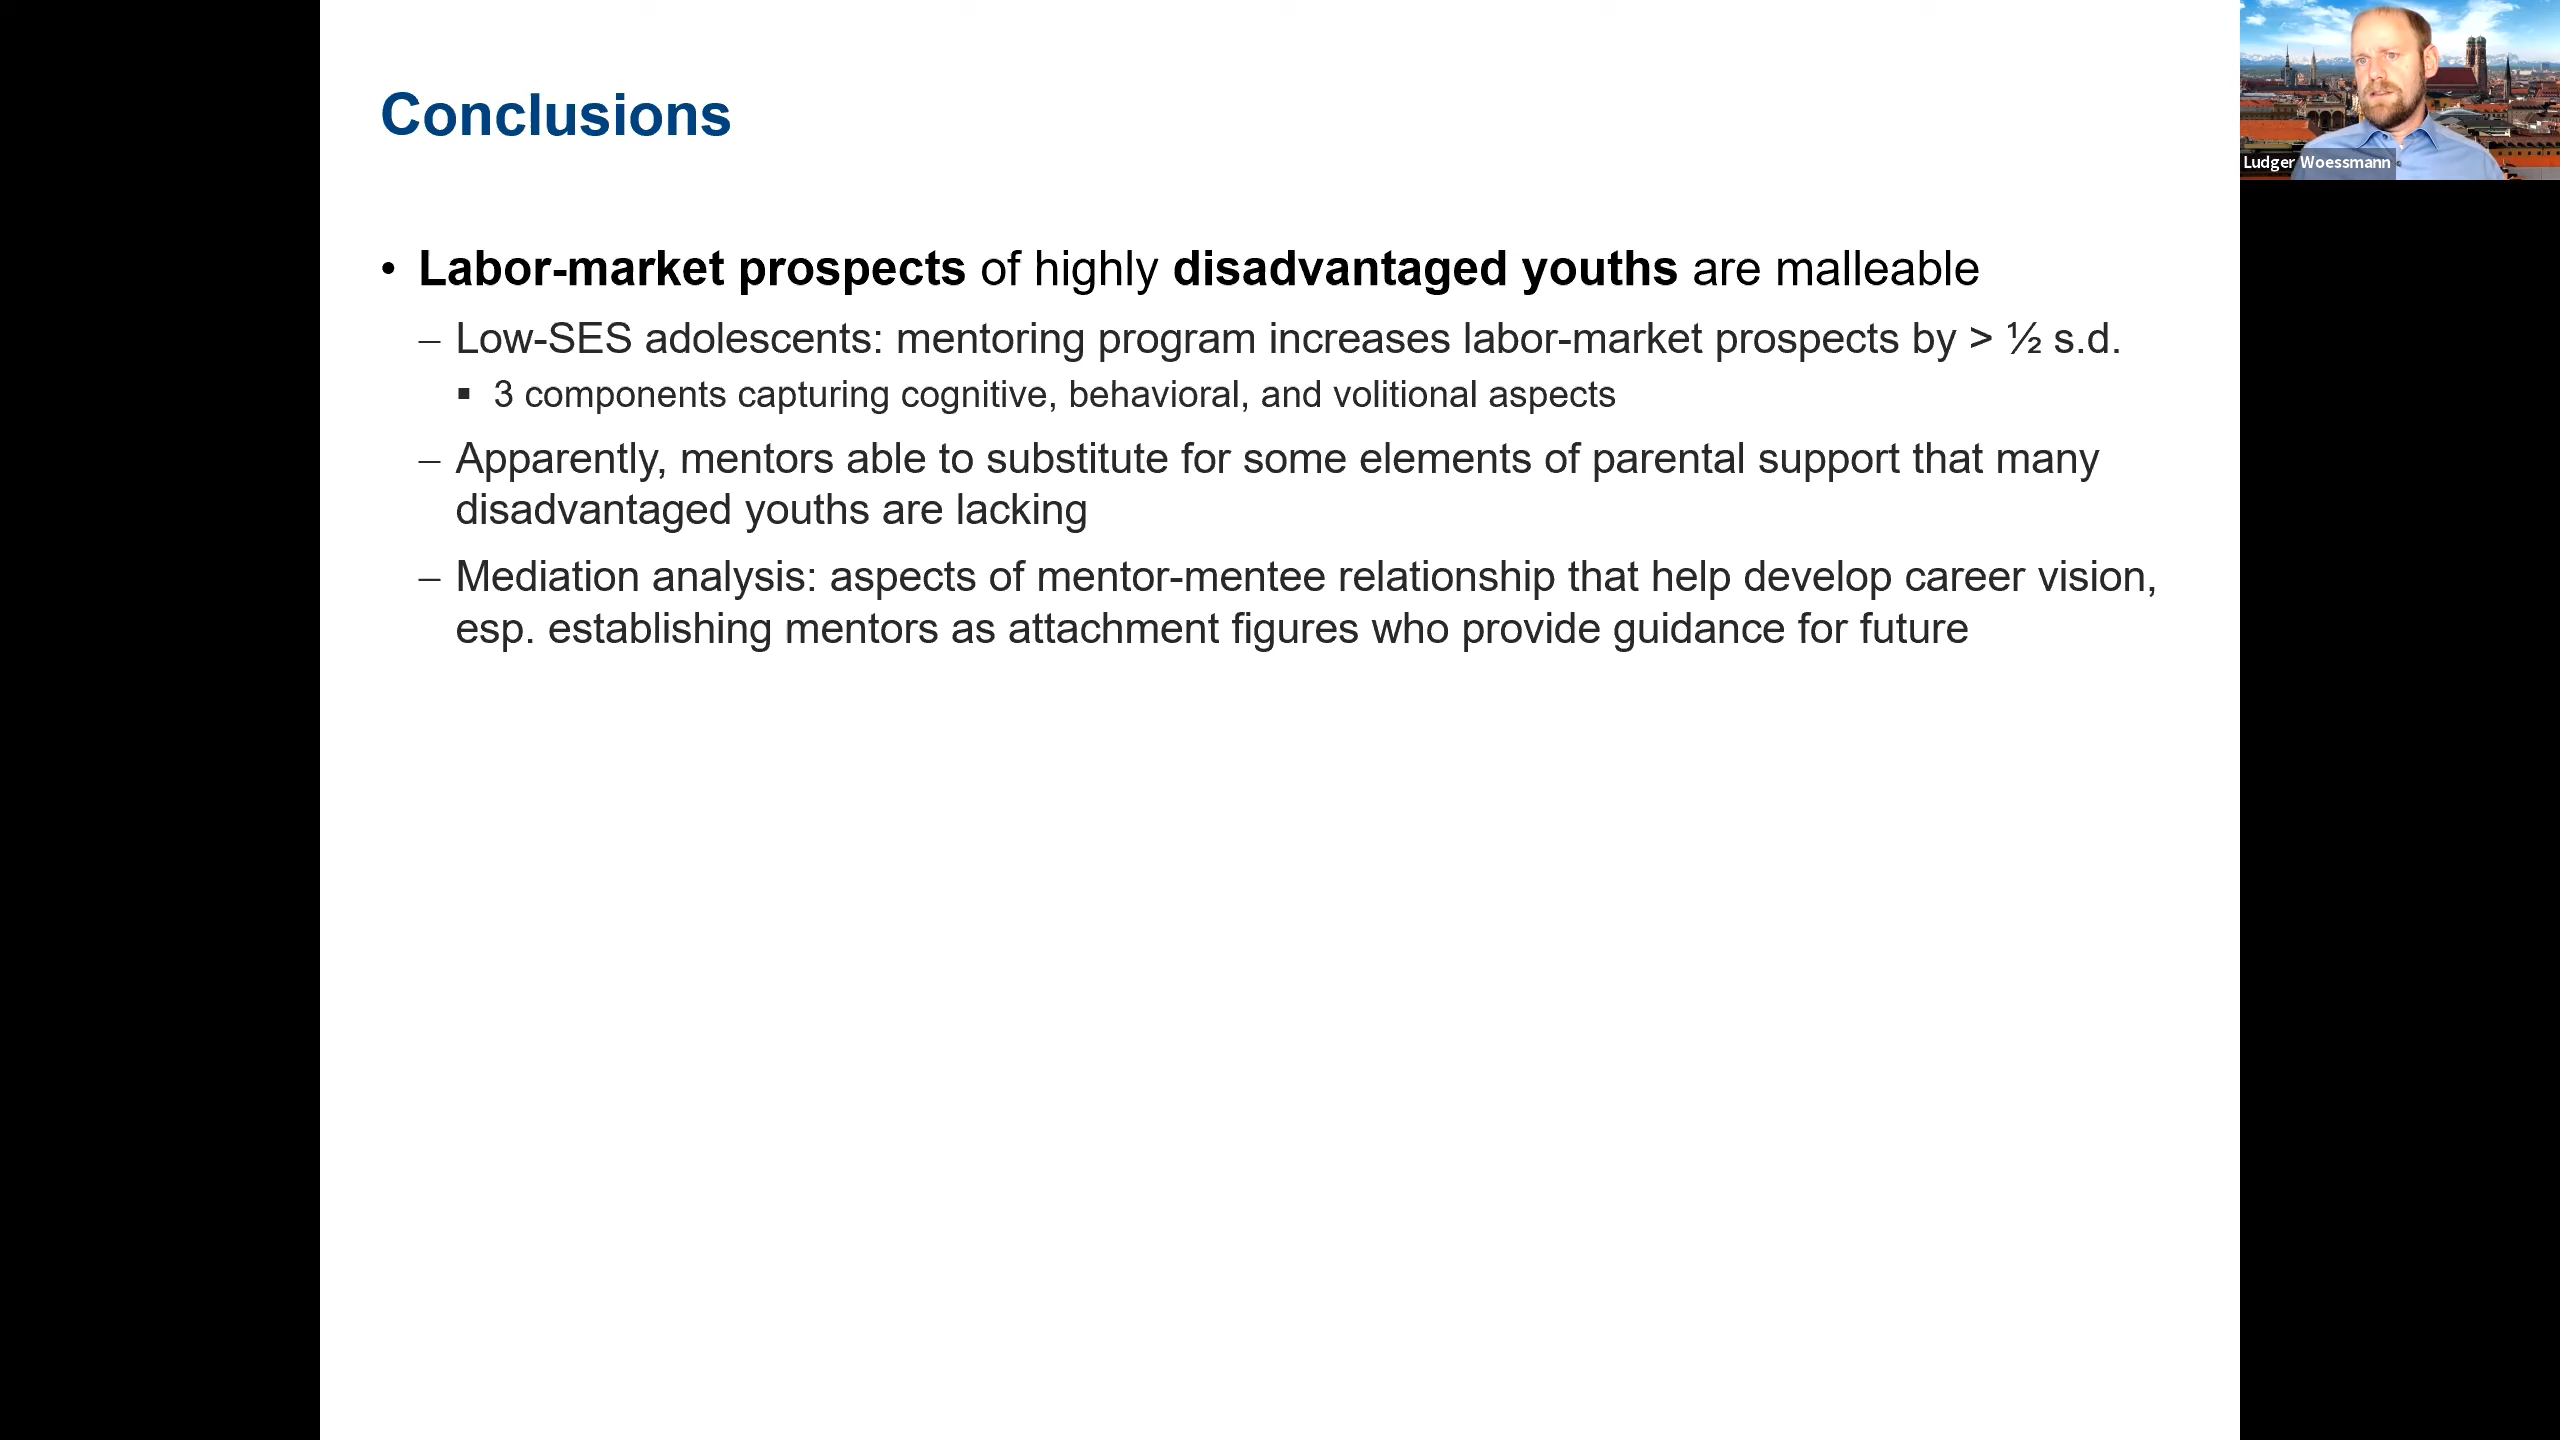 Conclusions
• Labor-market prospects of highly disadvantaged youths are malleable
– Low-SES adolescents: mentoring program increases labor-market prospects by > ½ s.d.
▪ 3 components capturing cognitive, behavioral, and volitional aspects
– Apparently, mentors able to substitute for some elements of parental support that many
disadvantaged youths are lacking
– Mediation analysis: aspects of mentor-mentee relationship that help develop career vision,
esp. establishing mentors as attachment figures who provide guidance for future
Ludger Woessmann